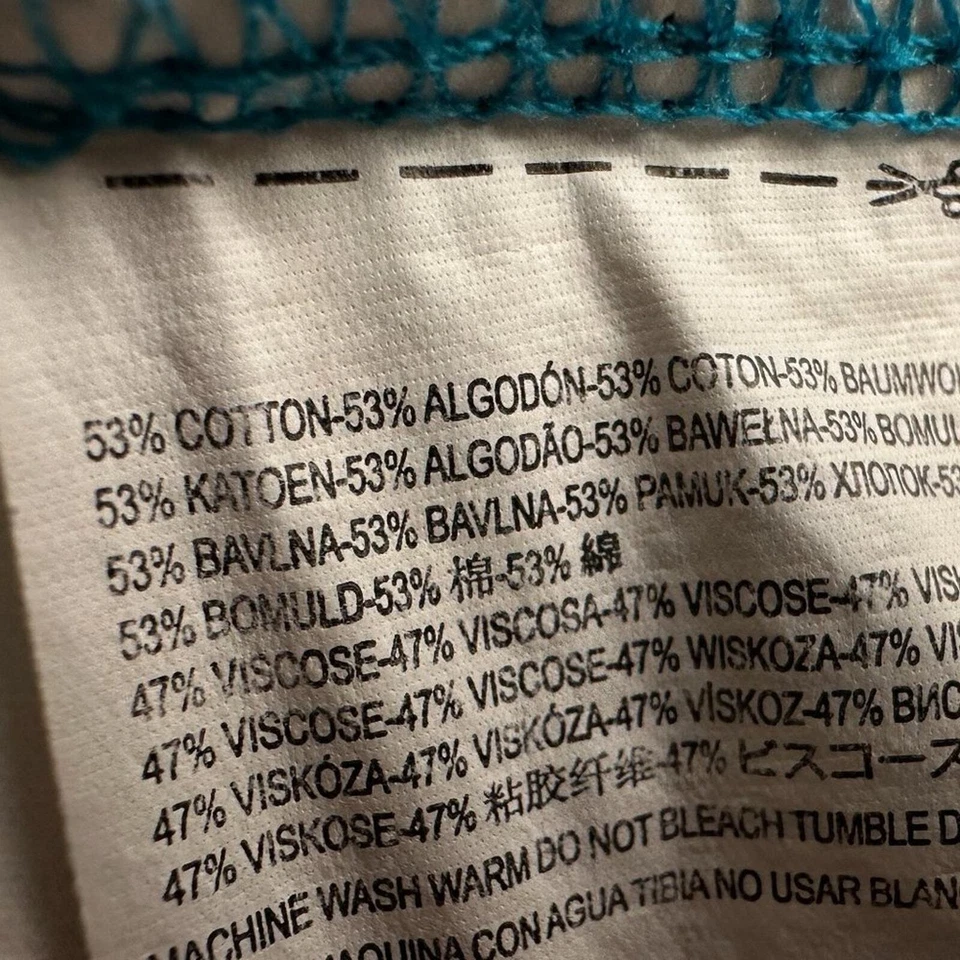 53% COTTON-53% ALGODÓN-53% COTON-53% BAUMWOL
53% KATOEN-53% ALGODÃO-53% BAWEŁNA-53% BOMUL
53% BAVLNA-53% BAVLNA-53% PAMUK-53% ХЛОПОК-53
53% BOMULD-53% 棉-53% 綿
47% VISCOSE-47% VISCOSA-47% VISCOSE-47% VISK
47% VISCOSE-47% VISCOSE-47% WISKOZA-47% VI
47% VISKÓZA-47% VISKÓZA-47% VİSKOZ-47% ВИС
47% VISKOSE-47% 粘胶纤维-47% ビスコース
MACHINE WASH WARM DO NOT BLEACH TUMBLE D
MAQUINA CON AGUA TIBIA NO USAR BLAN